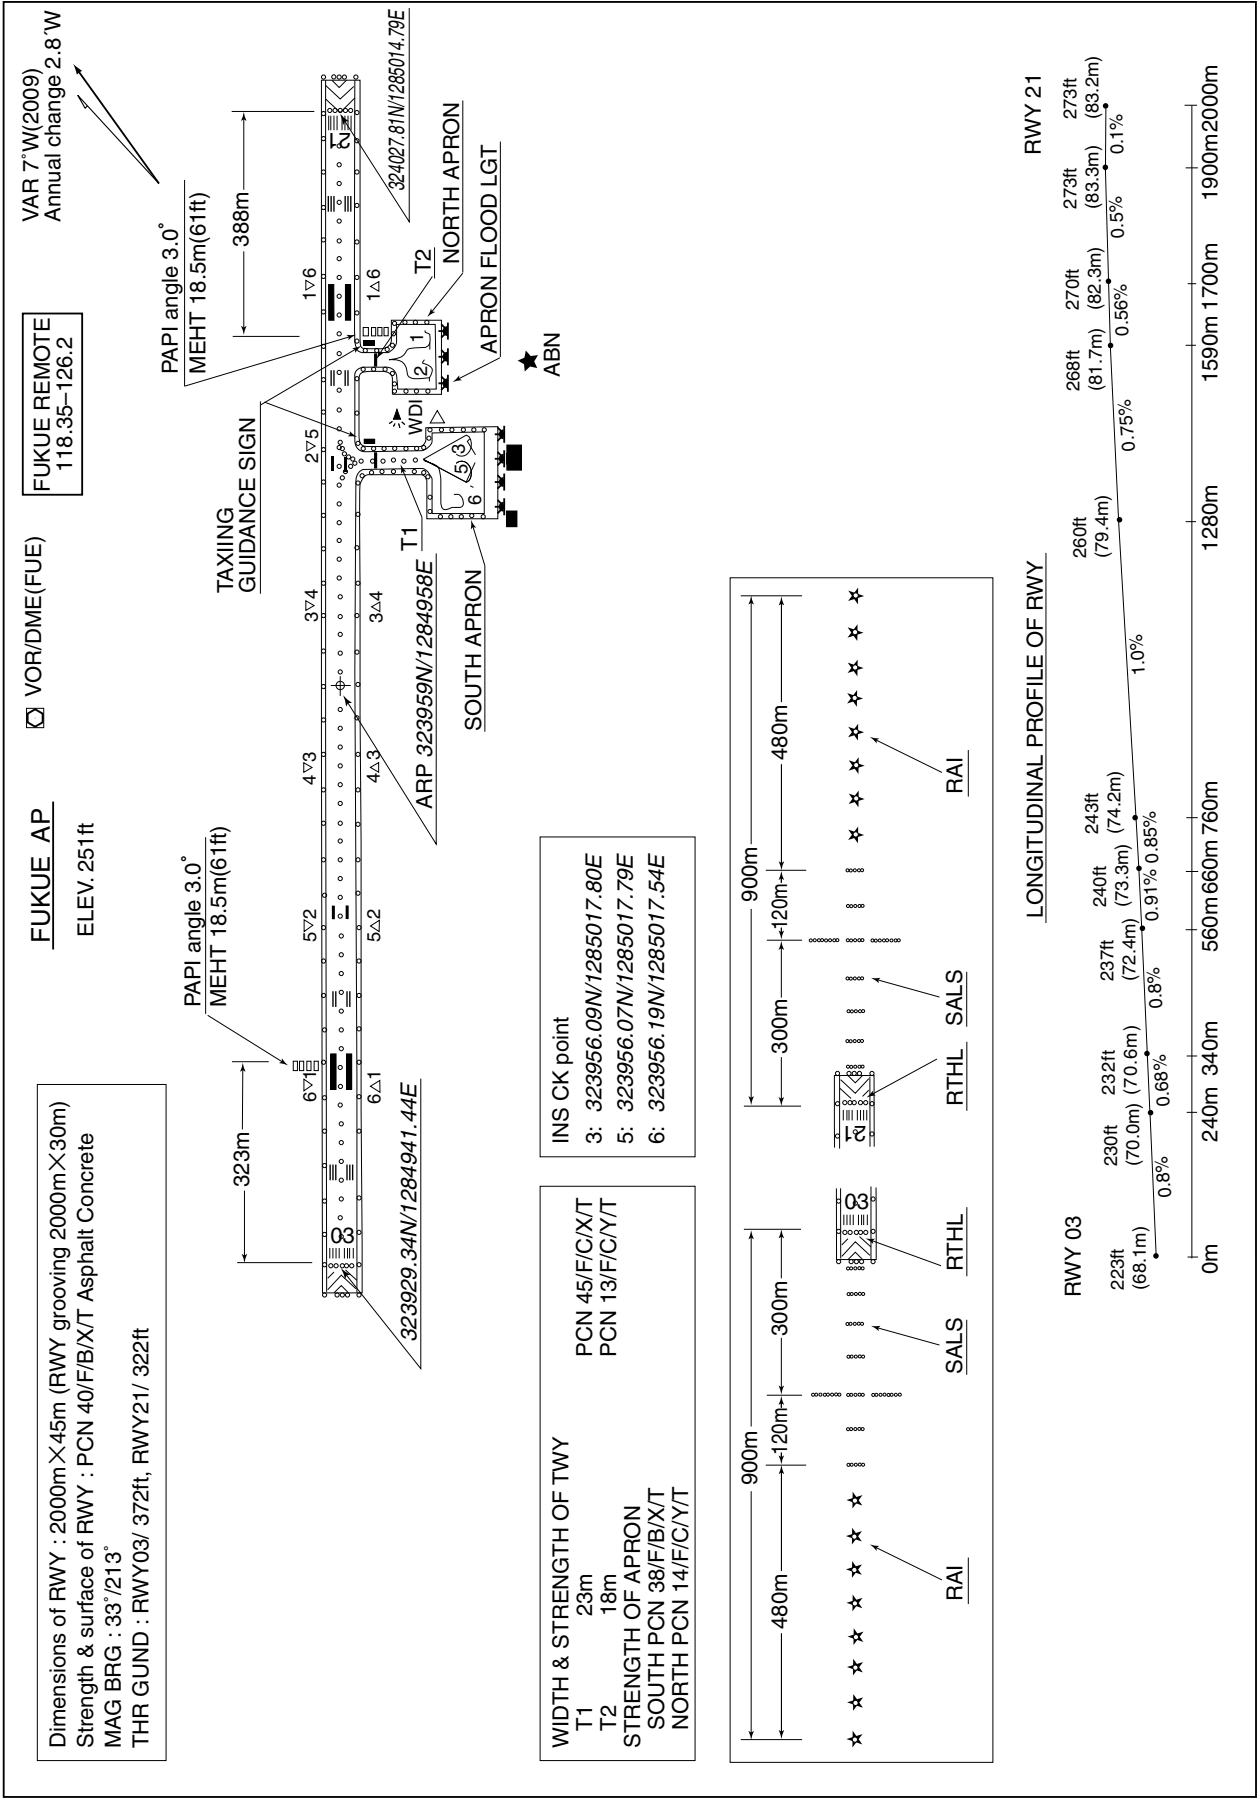 FUKUE AP
ELEV. 251ft
VOR/DME(FUE)
FUKUE REMOTE
118.35–126.2
VAR 7°W(2009)
Annual change 2.8´W
Dimensions of RWY : 2000m×45m (RWY grooving 2000m×30m)
Strength & surface of RWY : PCN 40/F/B/X/T Asphalt Concrete
MAG BRG : 33°/213°
THR GUND : RWY03/ 372ft, RWY21/ 322ft
PAPI angle 3.0°
MEHT 18.5m(61ft)
PAPI angle 3.0°
MEHT 18.5m(61ft)
323m
388m
TAXIING
GUIDANCE SIGN
6▽1
5▽2
4▽3
3▽4
2▽5
1▽6
03
21
6△1
5△2
4△3
3△4
1△6
323929.34N/1284941.44E
ARP 323959N/1284958E
324027.81N/1285014.79E
T1
T2
WDI
6
5
3
2
1
SOUTH APRON
NORTH APRON
APRON FLOOD LGT
ABN
WIDTH & STRENGTH OF TWY
T1 23m PCN 45/F/C/X/T
T2 18m PCN 13/F/C/Y/T
STRENGTH OF APRON
SOUTH PCN 38/F/B/X/T
NORTH PCN 14/F/C/Y/T
INS CK point
3: 323956.09N/1285017.80E
5: 323956.07N/1285017.79E
6: 323956.19N/1285017.54E
900m
900m
480m
120m
300m
300m
120m
480m
03
21
RAI
SALS
RTHL
RTHL
SALS
RAI
LONGITUDINAL PROFILE OF RWY
RWY 03
RWY 21
223ft
(68.1m)
230ft
(70.0m)
232ft
(70.6m)
237ft
(72.4m)
240ft
(73.3m)
243ft
(74.2m)
260ft
(79.4m)
268ft
(81.7m)
270ft
(82.3m)
273ft
(83.3m)
273ft
(83.2m)
0.8%
0.68%
0.8%
0.91%
0.85%
1.0%
0.75%
0.56%
0.5%
0.1%
0m
240m
340m
560m
660m
760m
1280m
1590m
1700m
1900m
2000m